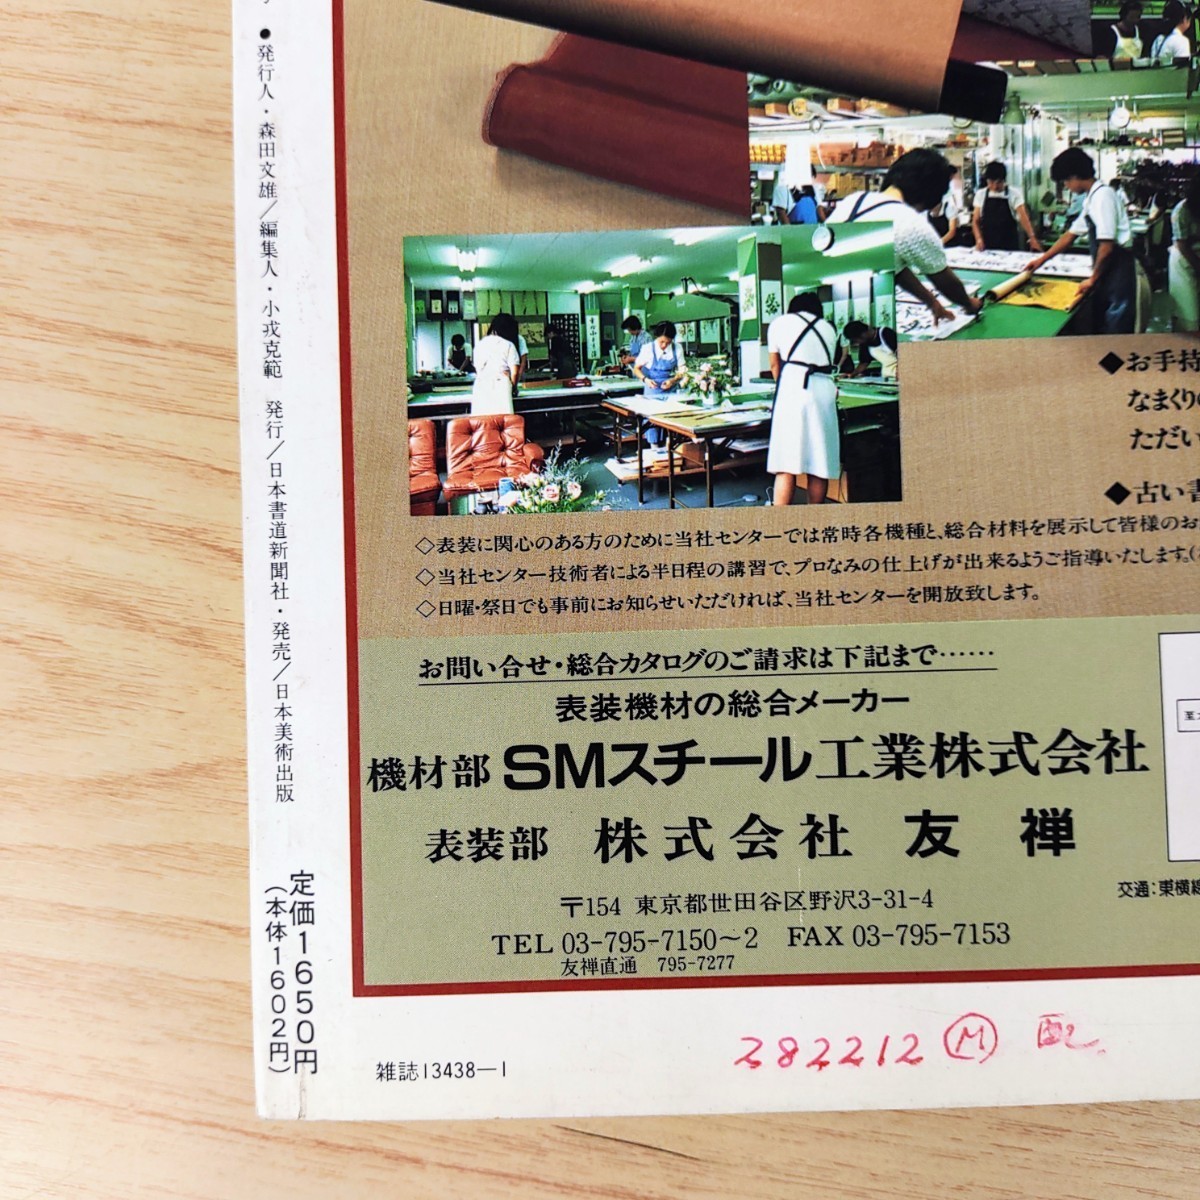 ●発行人・森田文雄／編集人・小戎克範　発行／日本書道新聞社・発売／日本美術出版
定価1650円
(本体1602円)
◆お手持
なまくりの
ただい
◆古い書
◇表装に関心のある方のために当社センターでは常時各機種と、総合材料を展示して皆様のお
◇当社センター技術者による半日程の講習で、プロなみの仕上げが出来るようご指導いたします。
◇日曜・祭日でも事前にお知らせいただければ、当社センターを開放致します。
お問い合せ・総合カタログのご請求は下記まで……
表装機材の総合メーカー
機材部 SMスチール工業株式会社
表装部 株式会社 友禅
〒154 東京都世田谷区野沢3-31-4
TEL 03-795-7150〜2 FAX 03-795-7153
友禅直通 795-7277
交通:東横線
雑誌13438—1
282212 M 配